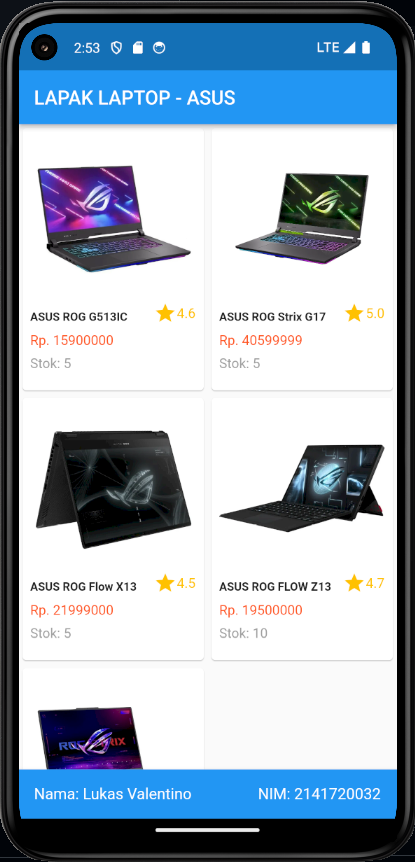 2:53 LTE
LAPAK LAPTOP - ASUS
ASUS ROG G513IC 4.6
Rp. 15900000
Stok: 5
ASUS ROG Strix G17 5.0
Rp. 40599999
Stok: 5
ASUS ROG Flow X13 4.5
Rp. 21999000
Stok: 5
ASUS ROG FLOW Z13 4.7
Rp. 19500000
Stok: 10
Nama: Lukas Valentino NIM: 2141720032